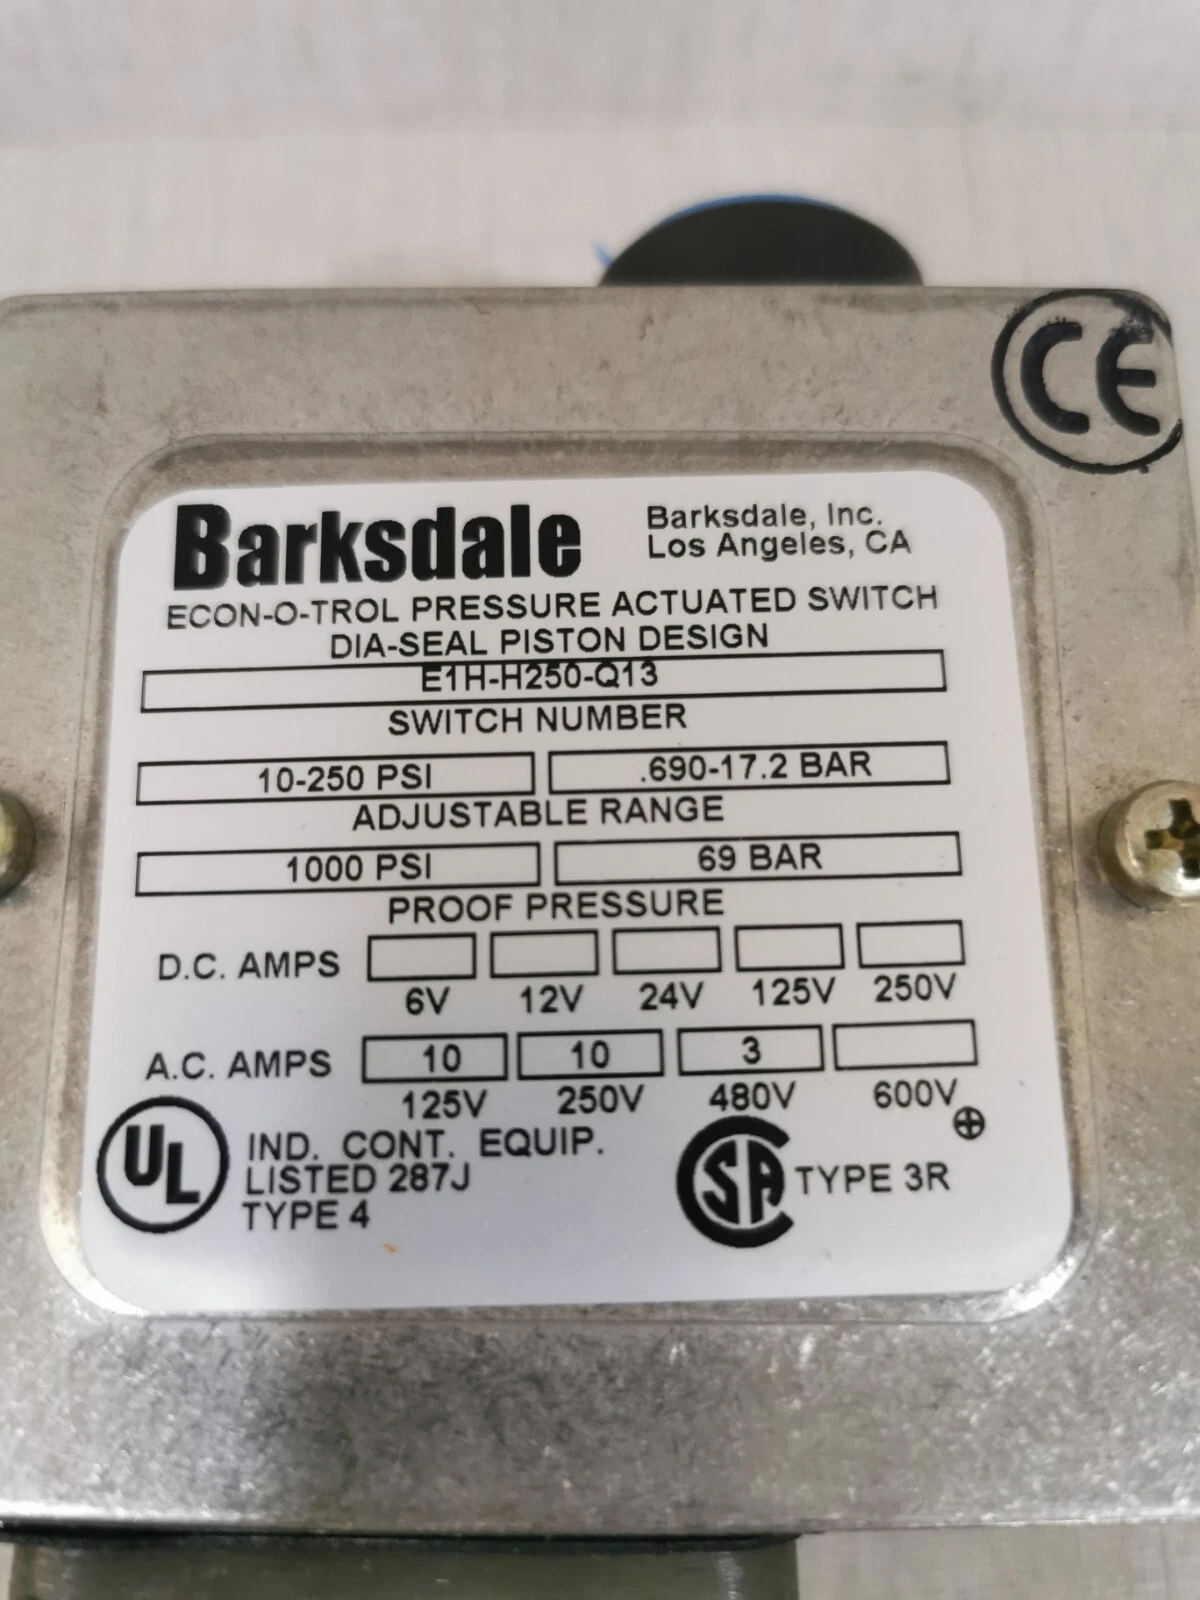 CE
Barksdale
Barksdale, Inc.
Los Angeles, CA
ECON-O-TROL PRESSURE ACTUATED SWITCH
DIA-SEAL PISTON DESIGN
E1H-H250-Q13
SWITCH NUMBER
10-250 PSI .690-17.2 BAR
ADJUSTABLE RANGE
1000 PSI 69 BAR
PROOF PRESSURE
D.C. AMPS
6V 12V 24V 125V 250V
A.C. AMPS 10 10 3
125V 250V 480V 600V
UL IND. CONT. EQUIP.
LISTED 287J
TYPE 4
CSA TYPE 3R